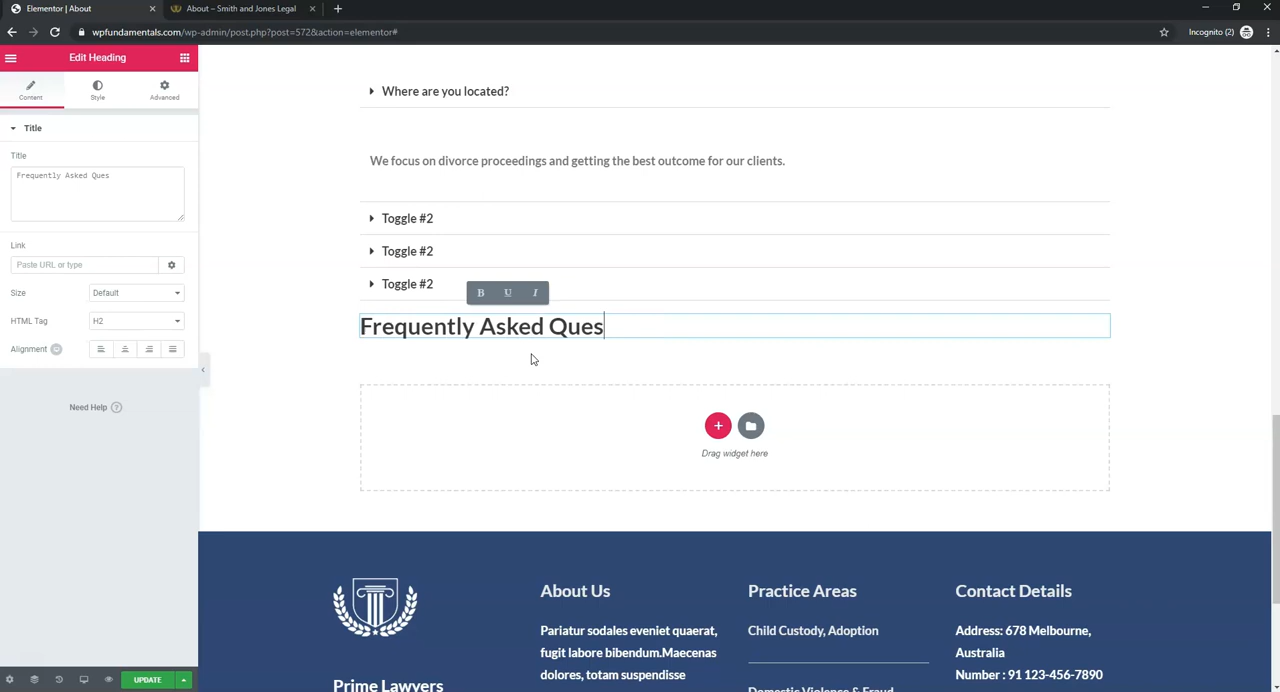 Elementor | About
About – Smith and Jones Legal
wpfundamentals.com/wp-admin/post.php?post=572&action=elementor#
Incognito (2)
Edit Heading
Content
Style
Advanced
Title
Title
Frequently Asked Ques
Link
Paste URL or type
Size
Default
HTML Tag
H2
Alignment
Need Help ?
UPDATE
Where are you located?
We focus on divorce proceedings and getting the best outcome for our clients.
Toggle #2
Toggle #2
Toggle #2
B U I
Frequently Asked Ques
Drag widget here
Prime Lawyers
About Us
Pariatur sodales eveniet quaerat,
fugit labore bibendum.Maecenas
dolores, totam suspendisse
Practice Areas
Child Custody, Adoption
Domestic Violence & Fraud
Contact Details
Address: 678 Melbourne,
Australia
Number : 91 123-456-7890